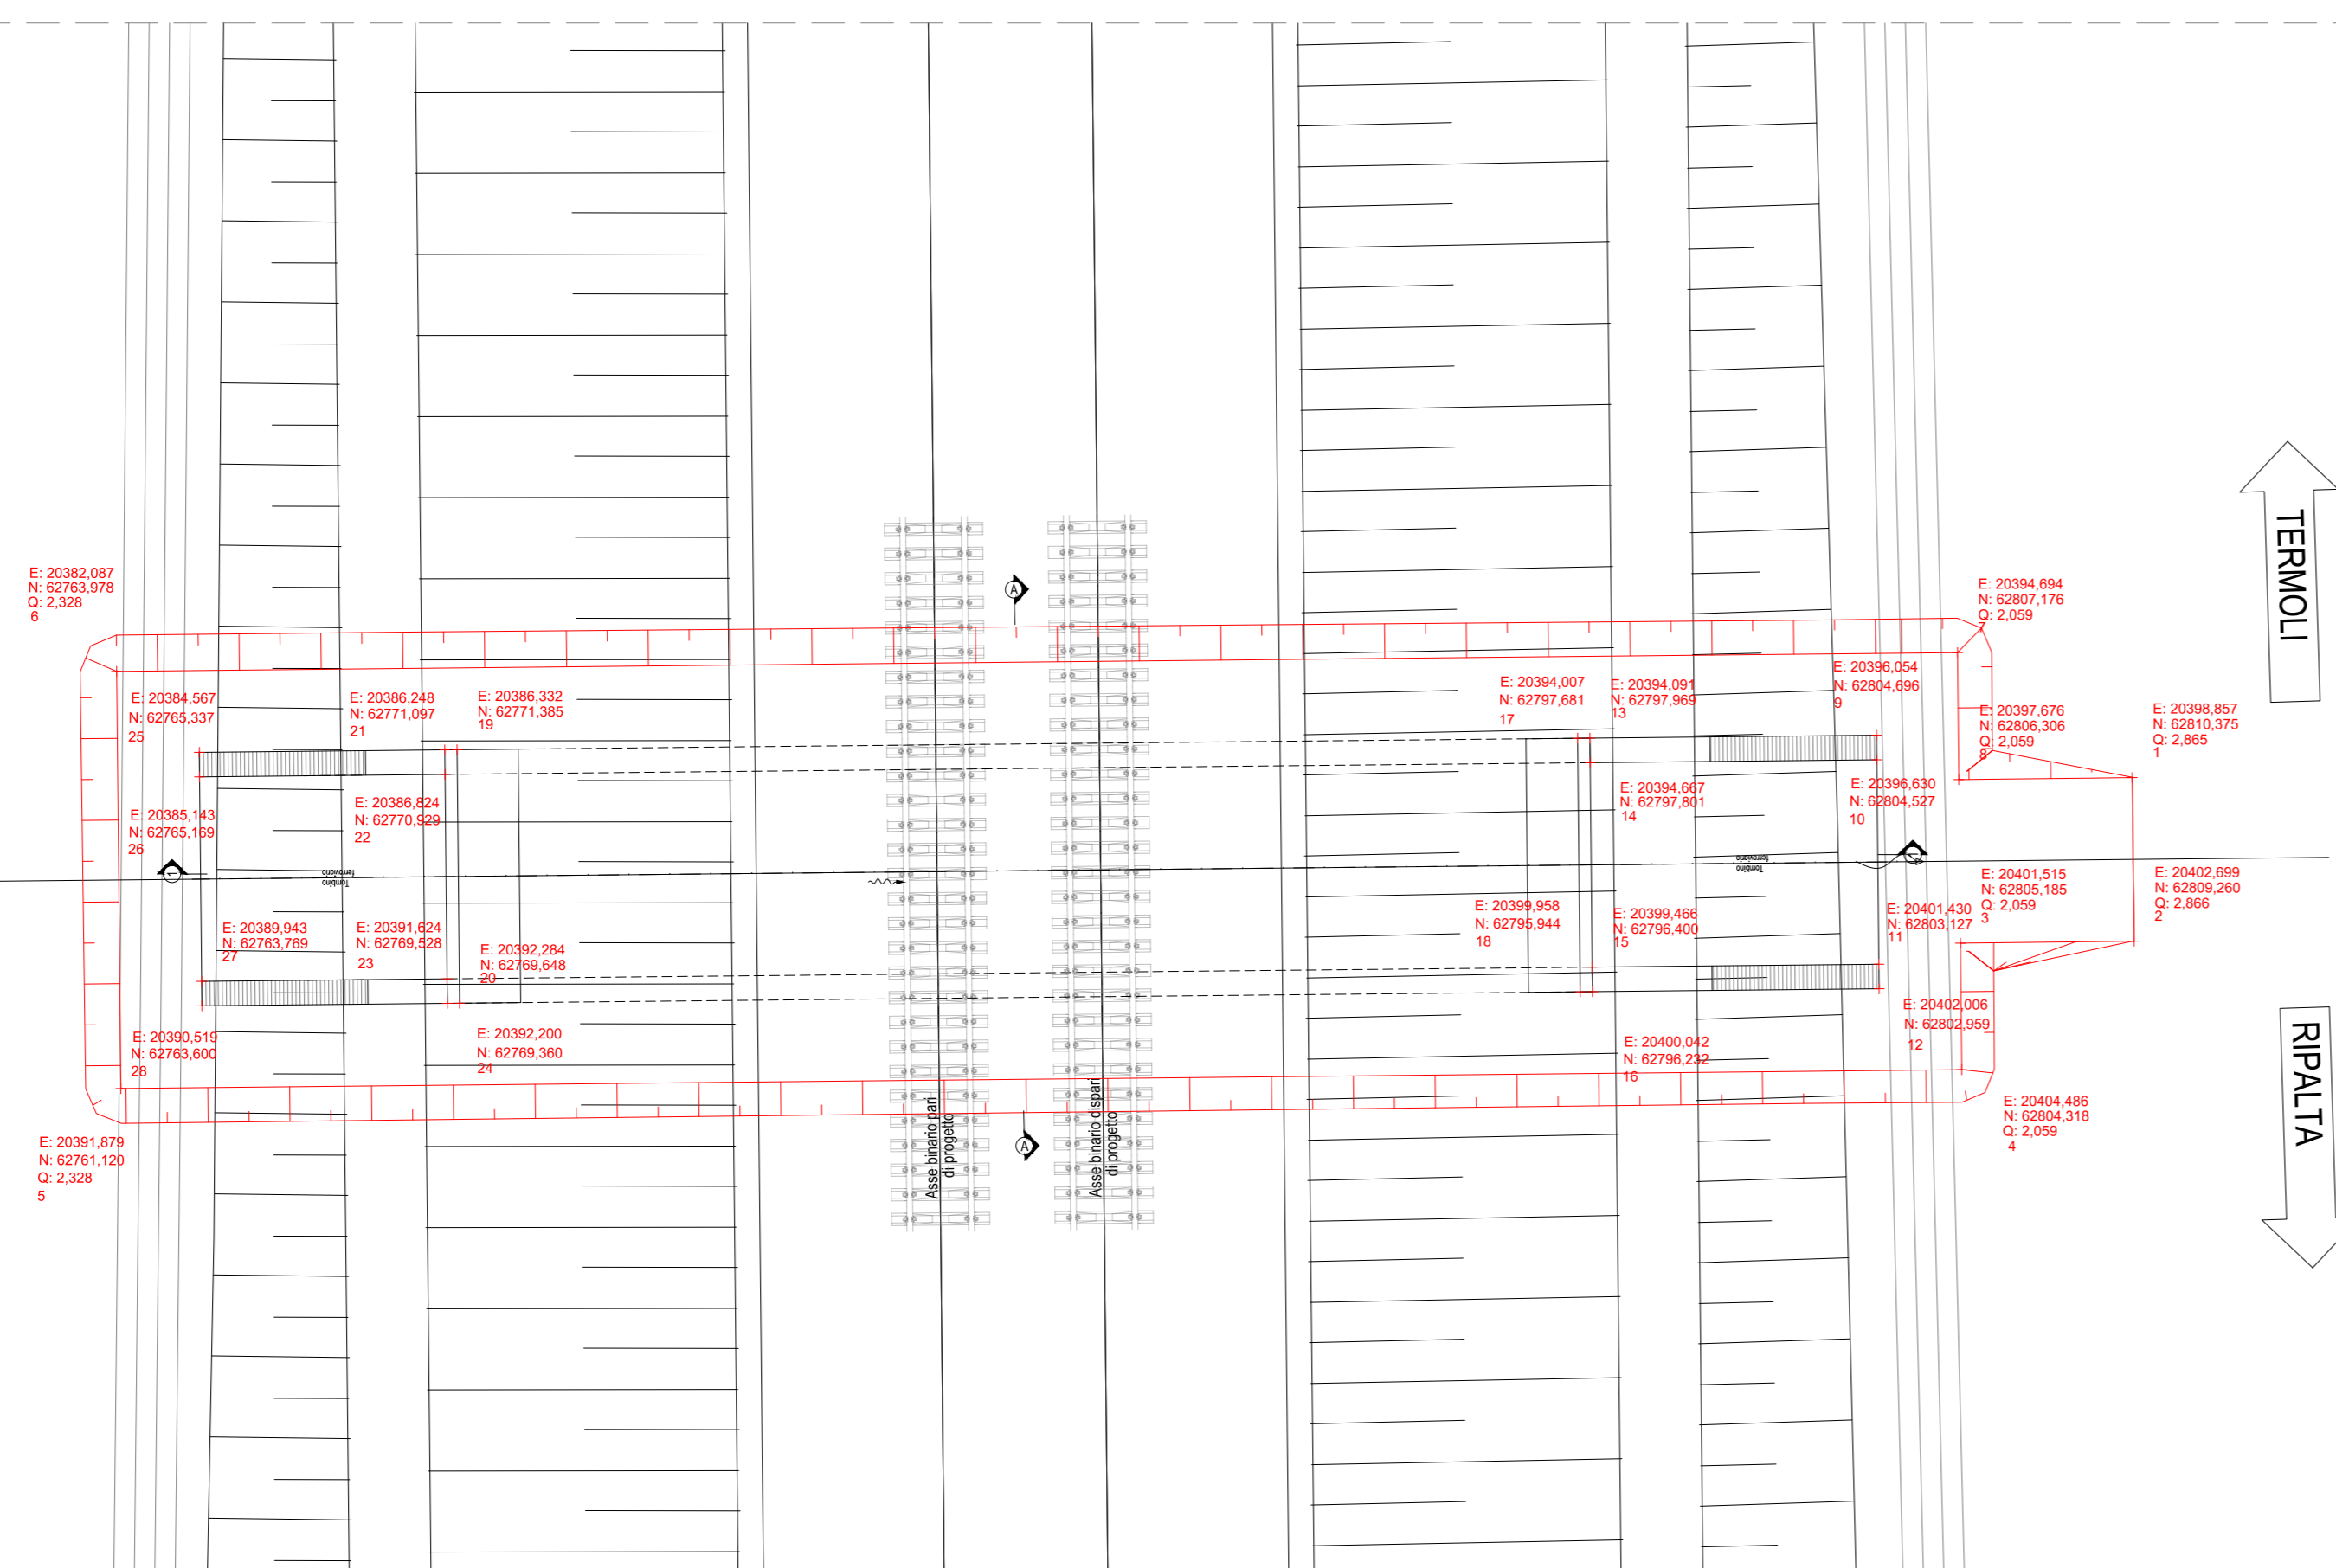 TERMOLI
A
E: 20382,087
N: 62763,978
Q: 2,328
6
E: 20394,694
N: 62807,176
Q: 2,059
7
E: 20384,567
N: 62765,337
25
E: 20386,248
N: 62771,097
21
E: 20386,332
N: 62771,385
19
E: 20394,007
N: 62797,681
17
E: 20394,091
N: 62797,969
13
E: 20396,054
N: 62804,696
9
E: 20397,676
N: 62806,306
Q: 2,059
8
E: 20398,857
N: 62810,375
Q: 2,865
1
E: 20385,143
N: 62765,169
26
E: 20386,824
N: 62770,929
22
E: 20394,667
N: 62797,801
14
E: 20396,630
N: 62804,527
10
1
Tombino
ferroviario
Tombino
ferroviario
1
E: 20389,943
N: 62763,769
27
E: 20391,624
N: 62769,528
23
E: 20392,284
N: 62769,648
20
E: 20399,958
N: 62795,944
18
E: 20399,466
N: 62796,400
15
E: 20401,430
N: 62803,127
11
E: 20401,515
N: 62805,185
Q: 2,059
3
E: 20402,699
N: 62809,260
Q: 2,866
2
E: 20390,519
N: 62763,600
28
E: 20392,200
N: 62769,360
24
E: 20400,042
N: 62796,232
16
E: 20402,006
N: 62802,959
12
RIPALTA
E: 20391,879
N: 62761,120
Q: 2,328
5
Asse binario pari
di progetto
A
Asse binario dispari
di progetto
E: 20404,486
N: 62804,318
Q: 2,059
4